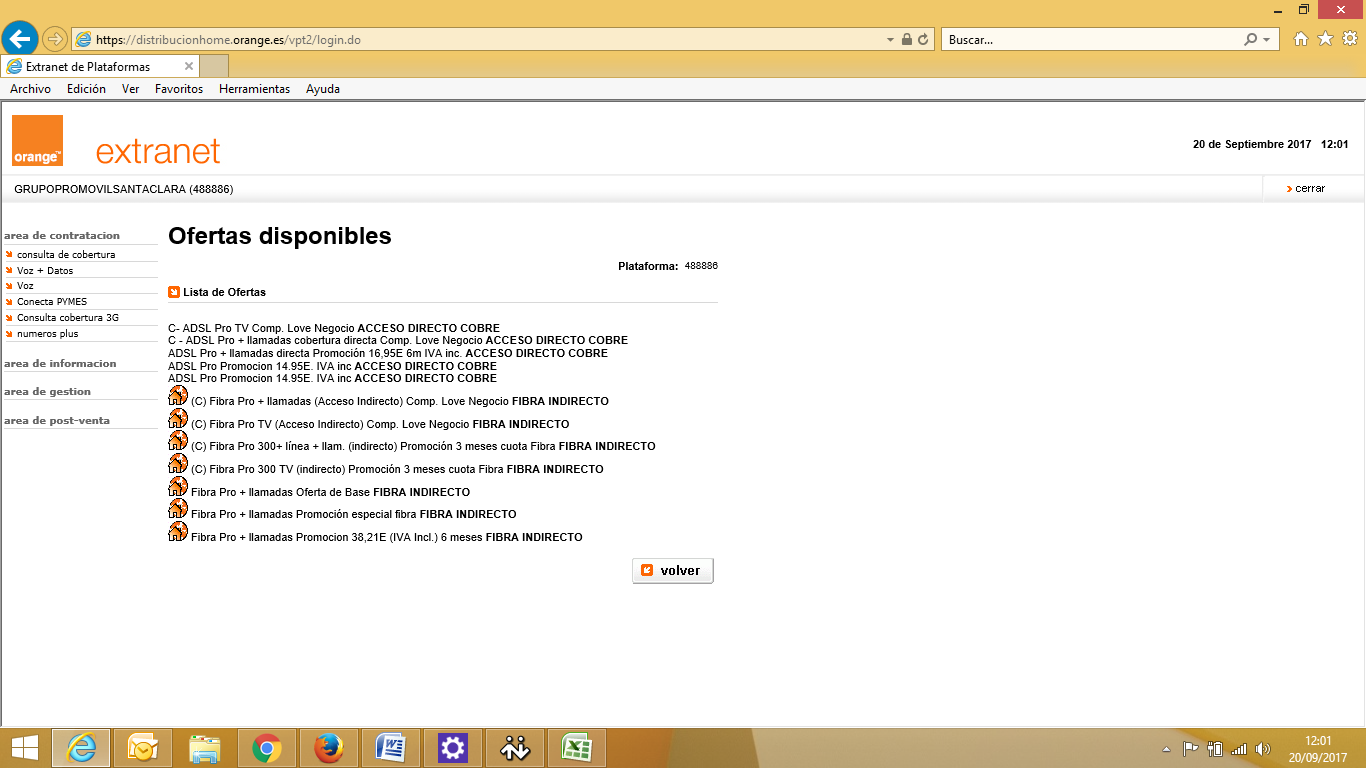 https://distribucionhome.orange.es/vpt2/login.do
Buscar...
Extranet de Plataformas
Archivo Edición Ver Favoritos Herramientas Ayuda
orange™
extranet
20 de Septiembre 2017 12:01
GRUPOPROMOVILSANTACLARA (488886)
cerrar
area de contratacion
consulta de cobertura
Voz + Datos
Voz
Conecta PYMES
Consulta cobertura 3G
numeros plus
area de informacion
area de gestion
area de post-venta
Ofertas disponibles
Plataforma: 488886
Lista de Ofertas
C- ADSL Pro TV Comp. Love Negocio ACCESO DIRECTO COBRE
C - ADSL Pro + llamadas cobertura directa Comp. Love Negocio ACCESO DIRECTO COBRE
ADSL Pro + llamadas directa Promoción 16,95E 6m IVA inc. ACCESO DIRECTO COBRE
ADSL Pro Promocion 14.95E. IVA inc ACCESO DIRECTO COBRE
ADSL Pro Promocion 14.95E. IVA inc ACCESO DIRECTO COBRE
(C) Fibra Pro + llamadas (Acceso Indirecto) Comp. Love Negocio FIBRA INDIRECTO
(C) Fibra Pro TV (Acceso Indirecto) Comp. Love Negocio FIBRA INDIRECTO
(C) Fibra Pro 300+ línea + llam. (indirecto) Promoción 3 meses cuota Fibra FIBRA INDIRECTO
(C) Fibra Pro 300 TV (indirecto) Promoción 3 meses cuota Fibra FIBRA INDIRECTO
Fibra Pro + llamadas Oferta de Base FIBRA INDIRECTO
Fibra Pro + llamadas Promoción especial fibra FIBRA INDIRECTO
Fibra Pro + llamadas Promocion 38,21E (IVA Incl.) 6 meses FIBRA INDIRECTO
volver
12:01
20/09/2017